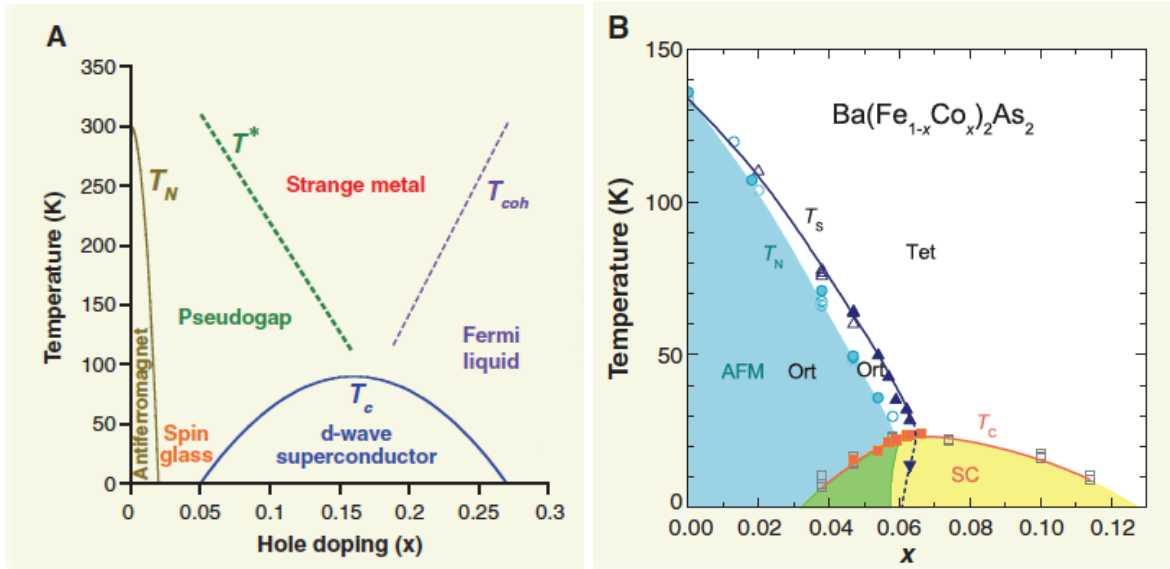 A
350
300
250
200
150
100
50
0
Temperature (K)
T_N
T*
Strange metal
T_coh
Pseudogap
Fermi
liquid
Antiferromagnet
Spin
glass
T_c
d-wave
superconductor
0
0.05
0.10
0.15
0.20
0.25
0.3
Hole doping (x)
B
150
100
50
0
Temperature (K)
Ba(Fe₁₋ₓCoₓ)₂As₂
T_S
T_N
Tet
AFM
Ort
Ort
T_C
SC
0.00
0.02
0.04
0.06
0.08
0.10
0.12
x